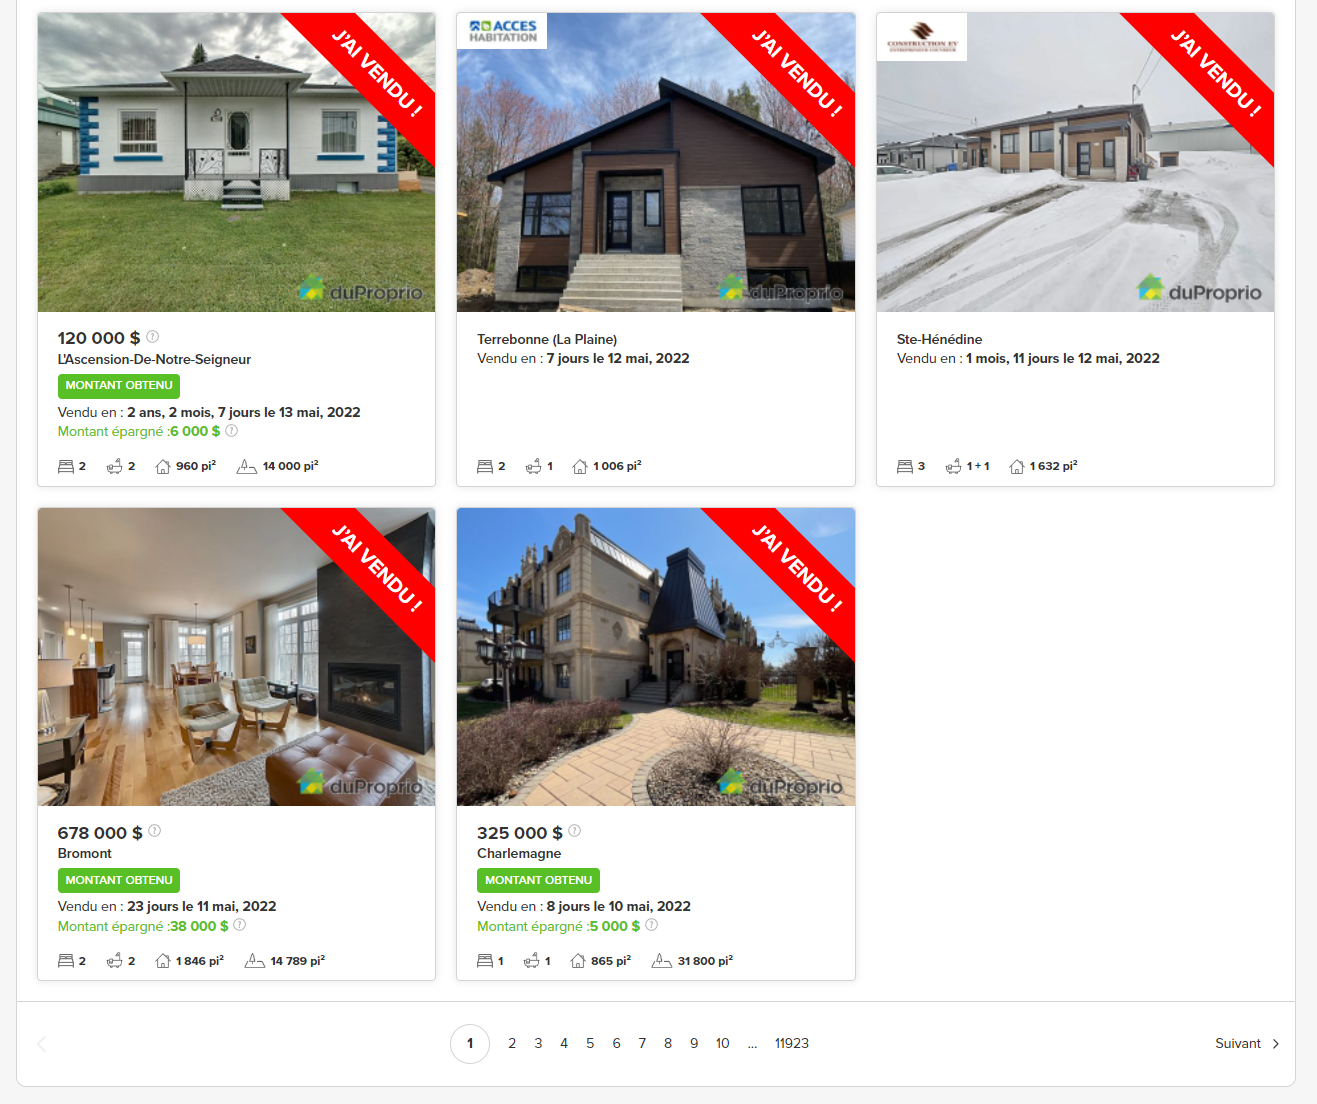 J'AI VENDU !
duProprio
120 000 $ ?
L'Ascension-De-Notre-Seigneur
MONTANT OBTENU
Vendu en : 2 ans, 2 mois, 7 jours le 13 mai, 2022
Montant épargné :6 000 $ ?
2 2 960 pi² 14 000 pi²
ACCES
HABITATION
J'AI VENDU !
duProprio
Terrebonne (La Plaine)
Vendu en : 7 jours le 12 mai, 2022
2 1 1 006 pi²
CONSTRUCTION EV
ENTREPRENEUR COUVREUR
J'AI VENDU !
duProprio
Ste-Hénédine
Vendu en : 1 mois, 11 jours le 12 mai, 2022
3 1 + 1 1 632 pi²
J'AI VENDU !
duProprio
678 000 $ ?
Bromont
MONTANT OBTENU
Vendu en : 23 jours le 11 mai, 2022
Montant épargné :38 000 $ ?
2 2 1 846 pi² 14 789 pi²
J'AI VENDU !
duProprio
325 000 $ ?
Charlemagne
MONTANT OBTENU
Vendu en : 8 jours le 10 mai, 2022
Montant épargné :5 000 $ ?
1 1 865 pi² 31 800 pi²
1 2 3 4 5 6 7 8 9 10 ... 11923 Suivant